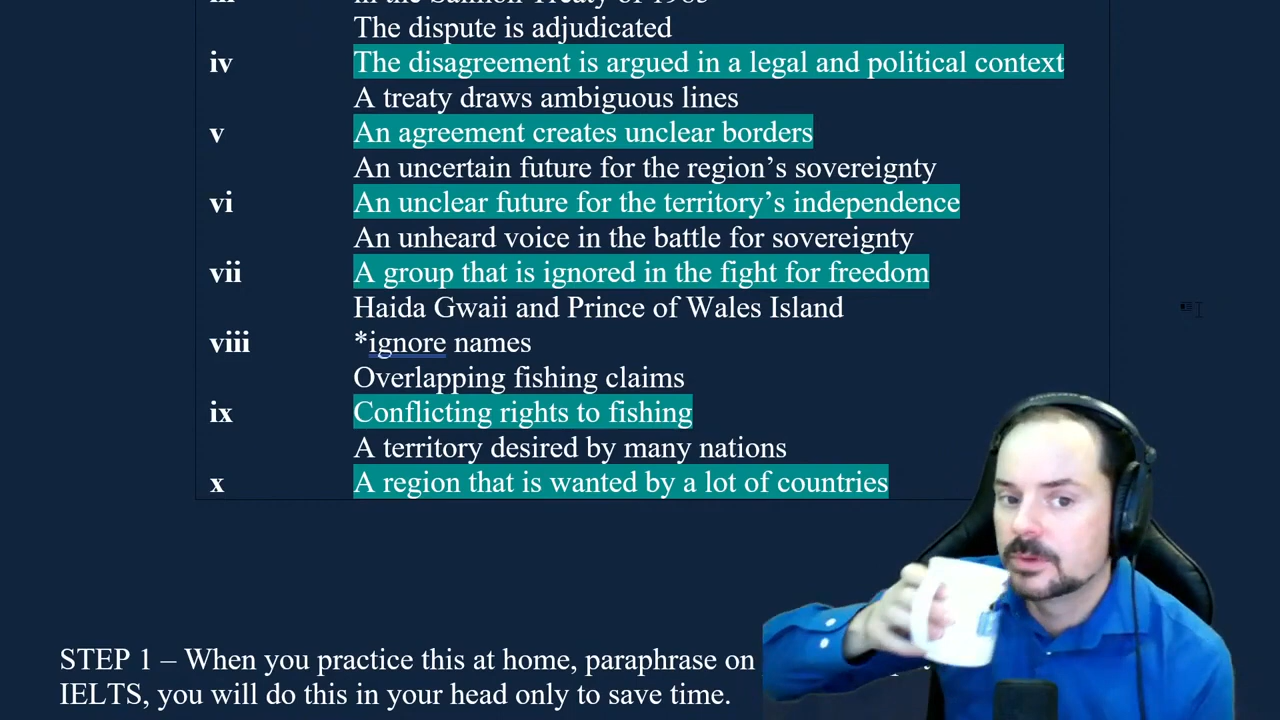 The dispute is adjudicated
iv The disagreement is argued in a legal and political context
A treaty draws ambiguous lines
v An agreement creates unclear borders
An uncertain future for the region’s sovereignty
vi An unclear future for the territory’s independence
An unheard voice in the battle for sovereignty
vii A group that is ignored in the fight for freedom
Haida Gwaii and Prince of Wales Island
viii *ignore names
Overlapping fishing claims
ix Conflicting rights to fishing
A territory desired by many nations
x A region that is wanted by a lot of countries
STEP 1 – When you practice this at home, paraphrase on
IELTS, you will do this in your head only to save time.